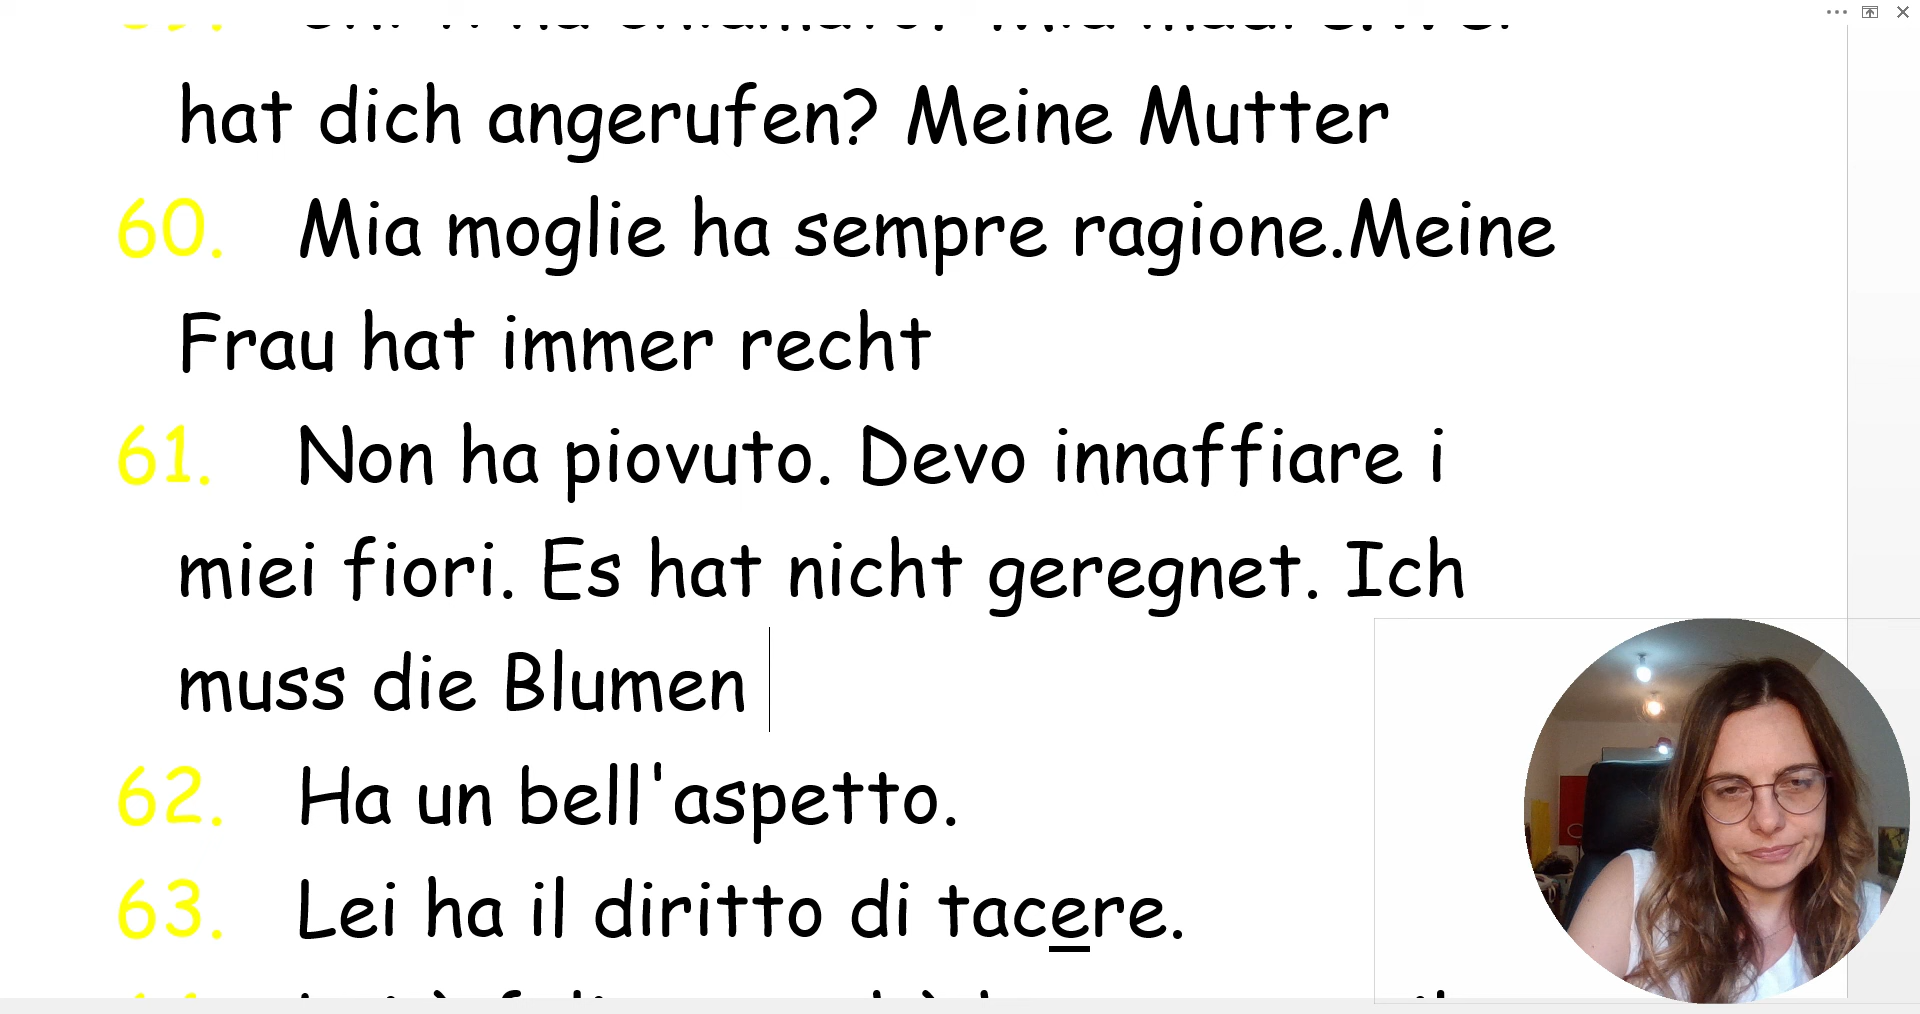 hat dich angerufen? Meine Mutter
60. Mia moglie ha sempre ragione.Meine
Frau hat immer recht
61. Non ha piovuto. Devo innaffiare i
miei fiori. Es hat nicht geregnet. Ich
muss die Blumen
62. Ha un bell'aspetto.
63. Lei ha il diritto di tacere.